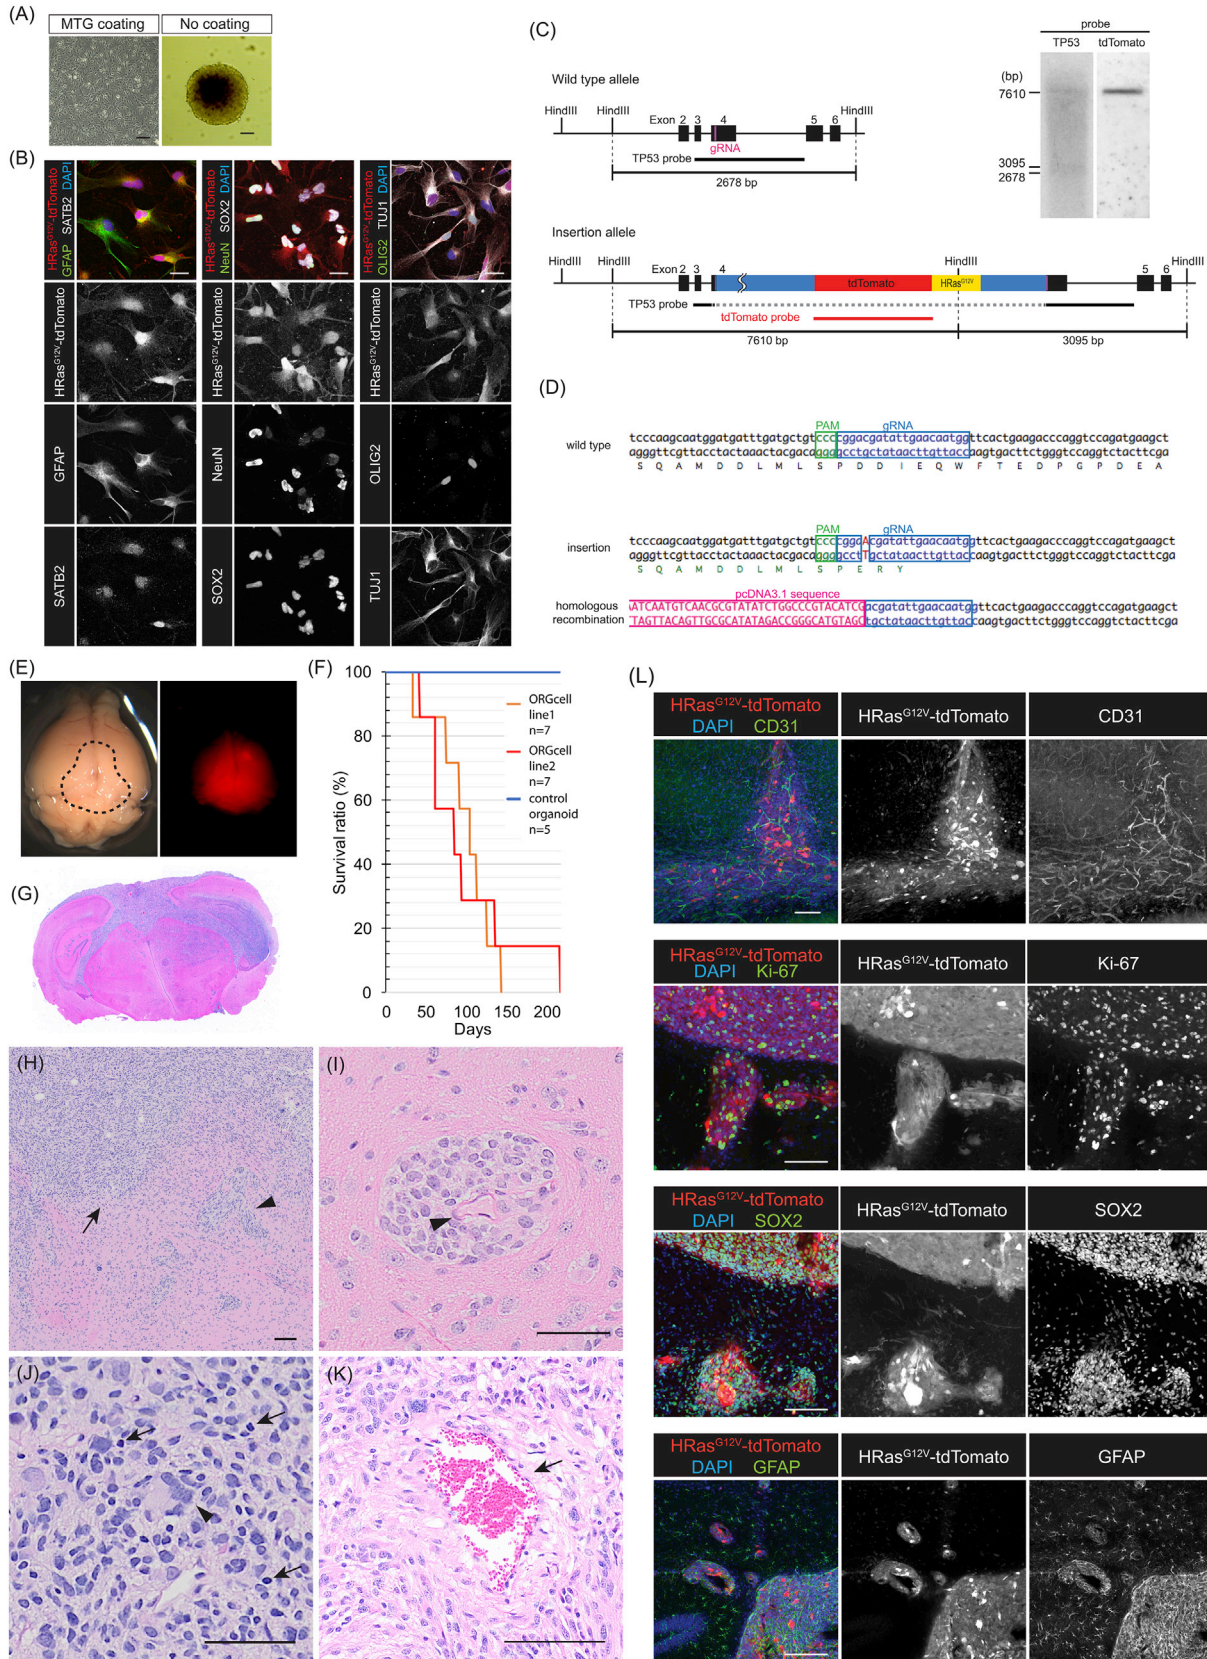 (A)
MTG coating
No coating
(B)
HRasG12V-tdTomato
GFAP SATB2 DAPI
HRasG12V-tdTomato
NeuN SOX2 DAPI
HRasG12V-tdTomato
OLIG2 TUJ1 DAPI
HRasG12V-tdTomato
HRasG12V-tdTomato
HRasG12V-tdTomato
GFAP
NeuN
OLIG2
SATB2
SOX2
TUJ1
(C)
Wild type allele
HindIII
HindIII
HindIII
Exon 2 3 4 5 6
gRNA
TP53 probe
2678 bp
probe
TP53 tdTomato
(bp)
7610
3095
2678
Insertion allele
HindIII
HindIII
HindIII
HindIII
Exon 2 3 4 5 6
tdTomato
HRasG12V
TP53 probe
tdTomato probe
7610 bp
3095 bp
(D)
PAM gRNA
wild type
tcccaagcaatggatgatttgatgctgtccccggacgatattgaacaatggttcactgaagacccaggtccagatgaagct
agggttcgttacctactaaactacgacaggggcctgctataacttgttaccaagtgacttctgggtccaggtctacttcga
S Q A M D D L M L S P D D I E Q W F T E D P G P D E A
PAM gRNA
insertion
tcccaagcaatggatgatttgatgctgtccccggaAcgatattgaacaatggttcactgaagacccaggtccagatgaagct
agggttcgttacctactaaactacgacaggggcctTgctataacttgttaccaagtgacttctgggtccaggtctacttcga
S Q A M D D L M L S P E R Y
pcDNA3.1 sequence
homologous
recombination
AATCAATGTCAACGCGTATATCTGGCCCGTACATCGacgatattgaacaatggttcactgaagacccaggtccagatgaagct
TTAGTTACAGTTGCGCATATAGACCGGGCATGTAGCtgctataacttgttaccaagtgacttctgggtccaggtctacttcga
(E)
(F)
Survival ratio (%)
100
80
60
40
20
0
0 50 100 150 200
Days
ORGcell
line1
n=7
ORGcell
line2
n=7
control
organoid
n=5
(G)
(H)
(I)
(J)
(K)
(L)
HRasG12V-tdTomato
DAPI CD31
HRasG12V-tdTomato
CD31
HRasG12V-tdTomato
DAPI Ki-67
HRasG12V-tdTomato
Ki-67
HRasG12V-tdTomato
DAPI SOX2
HRasG12V-tdTomato
SOX2
HRasG12V-tdTomato
DAPI GFAP
HRasG12V-tdTomato
GFAP